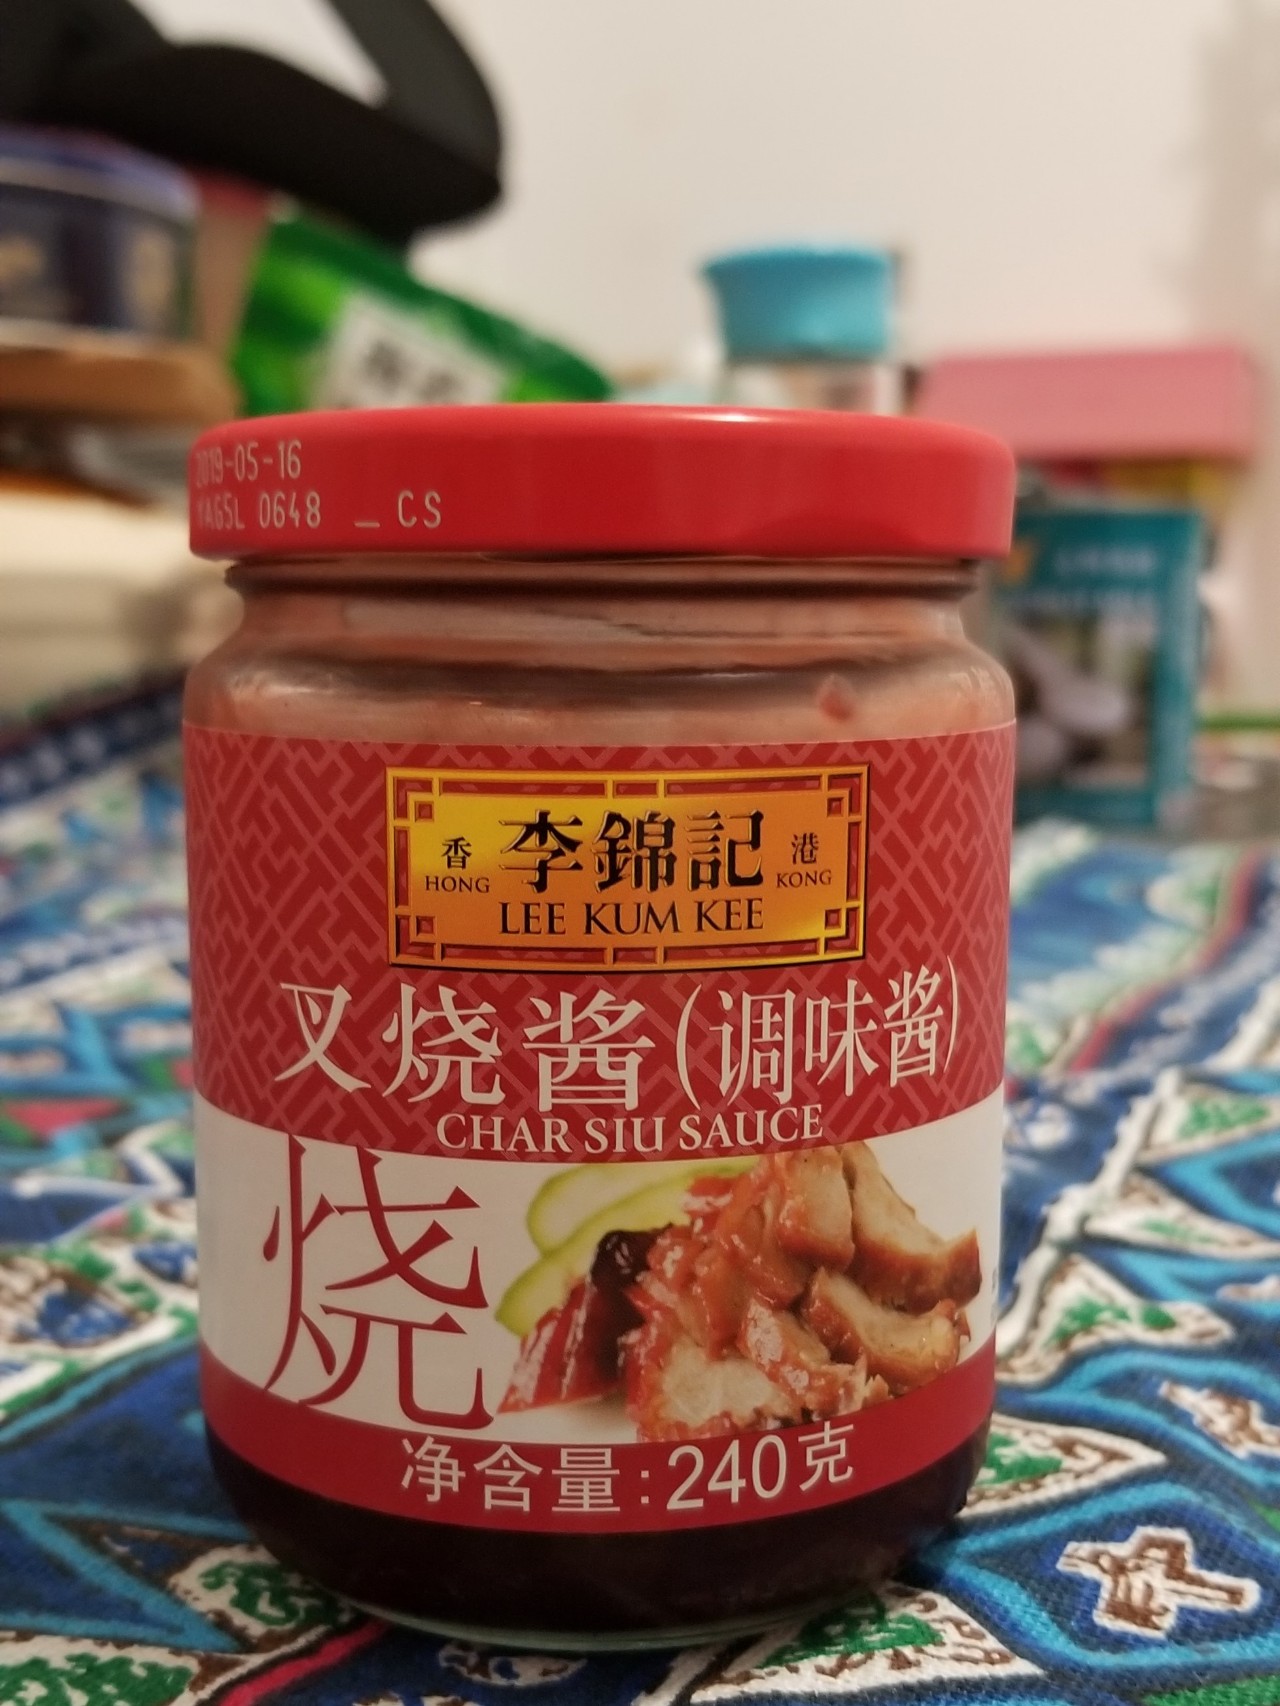 2019-05-16
YAG5L 0648 _ CS
香 李錦記 港
HONG KONG
LEE KUM KEE
叉烧酱(调味酱)
CHAR SIU SAUCE
烧
净含量:240克